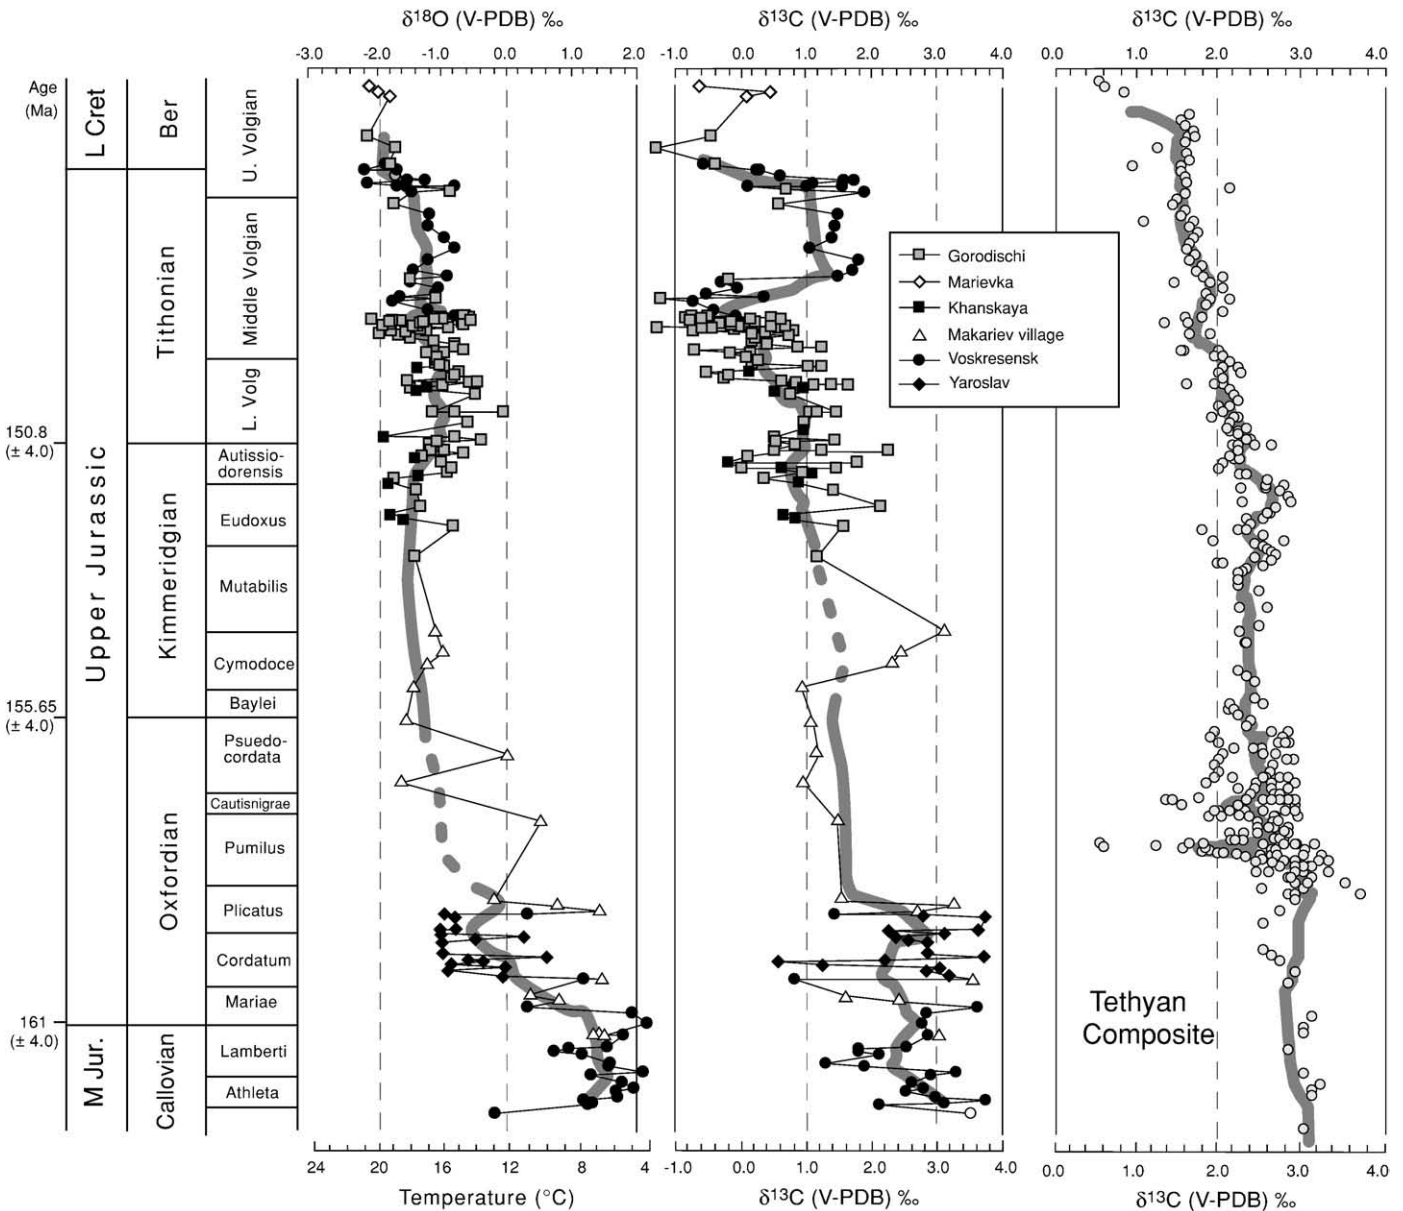 δ¹⁸O (V-PDB) ‰
δ¹³C (V-PDB) ‰
δ¹³C (V-PDB) ‰
-3.0 -2.0 -1.0 0.0 1.0 2.0
-1.0 0.0 1.0 2.0 3.0 4.0
0.0 1.0 2.0 3.0 4.0
Age
(Ma)
L Cret
Ber
U. Volgian
Upper Jurassic
Tithonian
Middle Volgian
L. Volg
150.8
(± 4.0)
Kimmeridgian
Autissio-
dorensis
Eudoxus
Mutabilis
Cymodoce
Baylei
155.65
(± 4.0)
Oxfordian
Psuedo-
cordata
Cautisnigrae
Pumilus
Plicatus
Cordatum
Mariae
161
(± 4.0)
M Jur.
Callovian
Lamberti
Athleta
Gorodischi
Marievka
Khanskaya
Makariev village
Voskresensk
Yaroslav
Tethyan
Composite
24 20 16 12 8 4
-1.0 0.0 1.0 2.0 3.0 4.0
0.0 1.0 2.0 3.0 4.0
Temperature (°C)
δ¹³C (V-PDB) ‰
δ¹³C (V-PDB) ‰